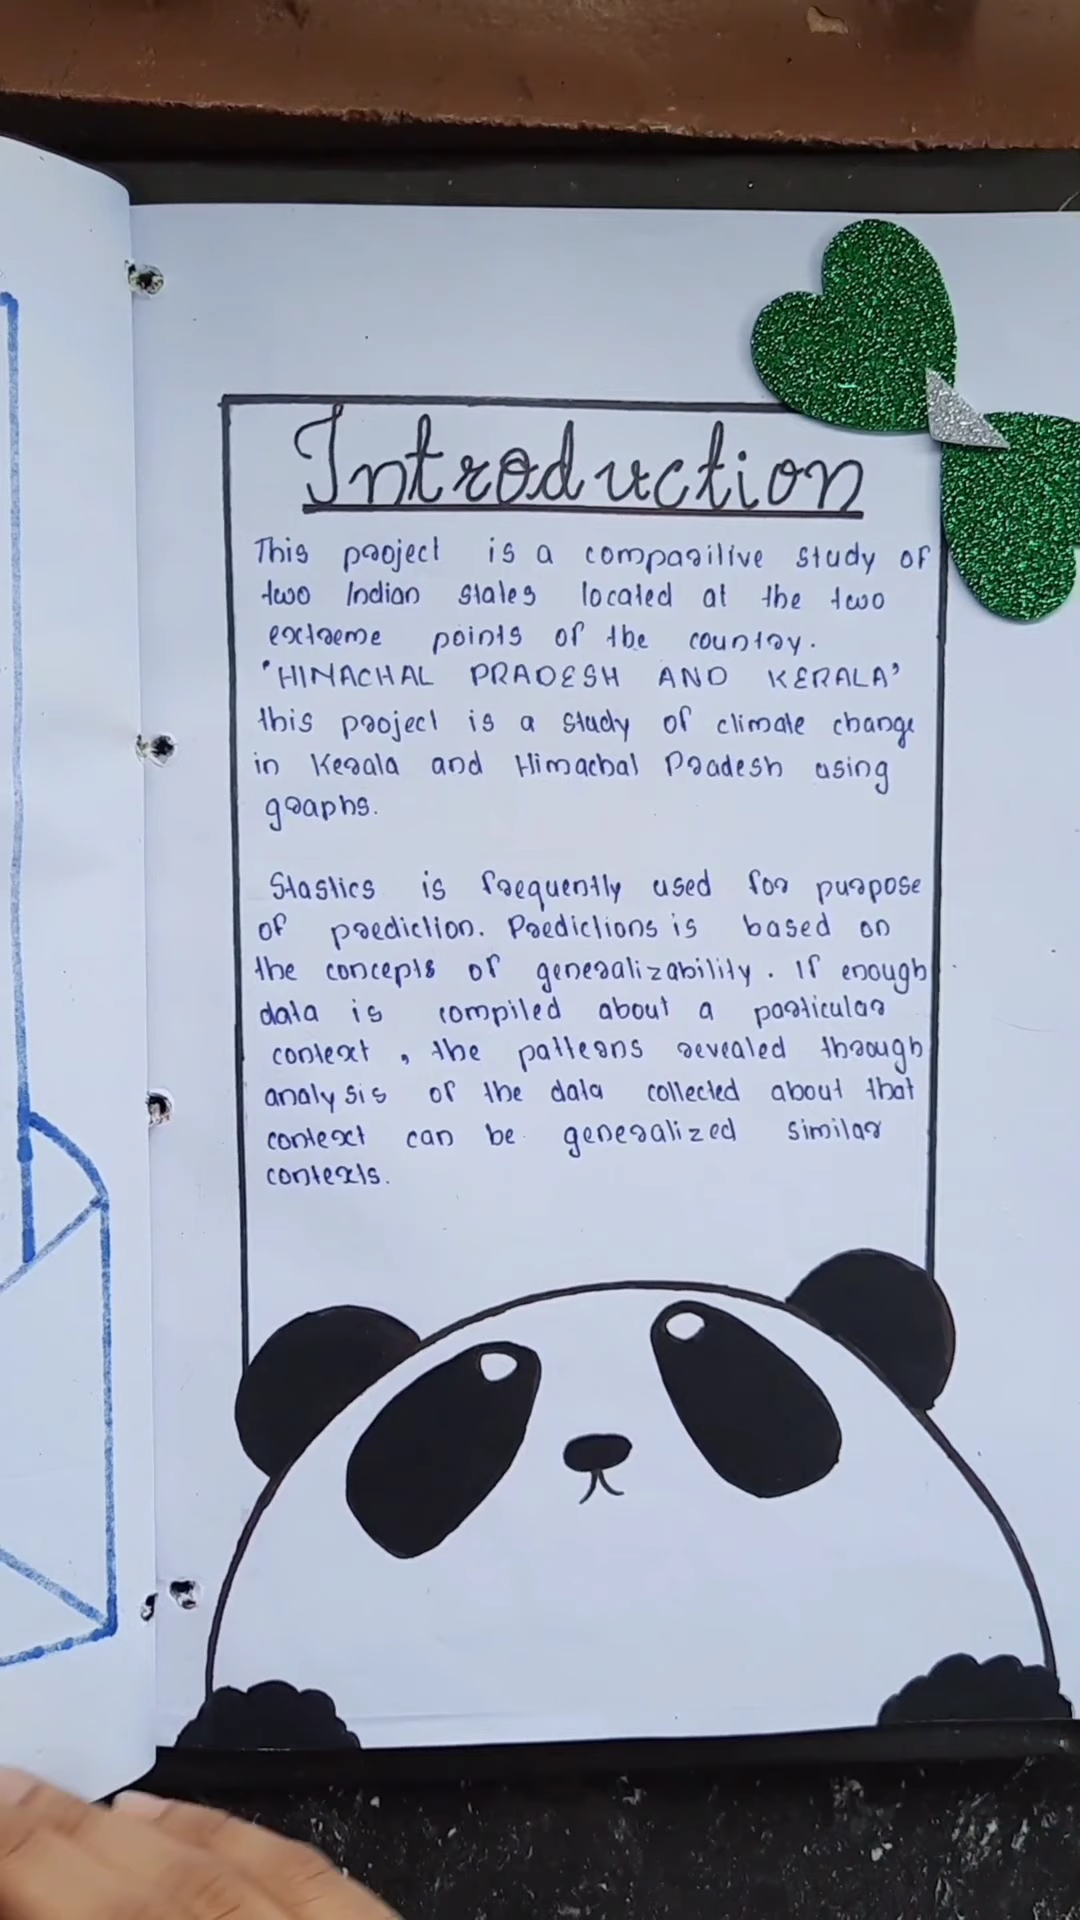 Introduction
This project is a comparitive study of
two Indian states located at the two
extreme points of the country.
'HIMACHAL PRADESH AND KERALA'
this project is a study of climate change
in Kerala and Himachal Pradesh using
graphs.
Stastics is frequently used for purpose
of prediction. Predictions is based on
the concepts of generalizability. If enough
data is compiled about a particular
context, the patterns revealed through
analysis of the data collected about that
context can be generalized similar
contexts.